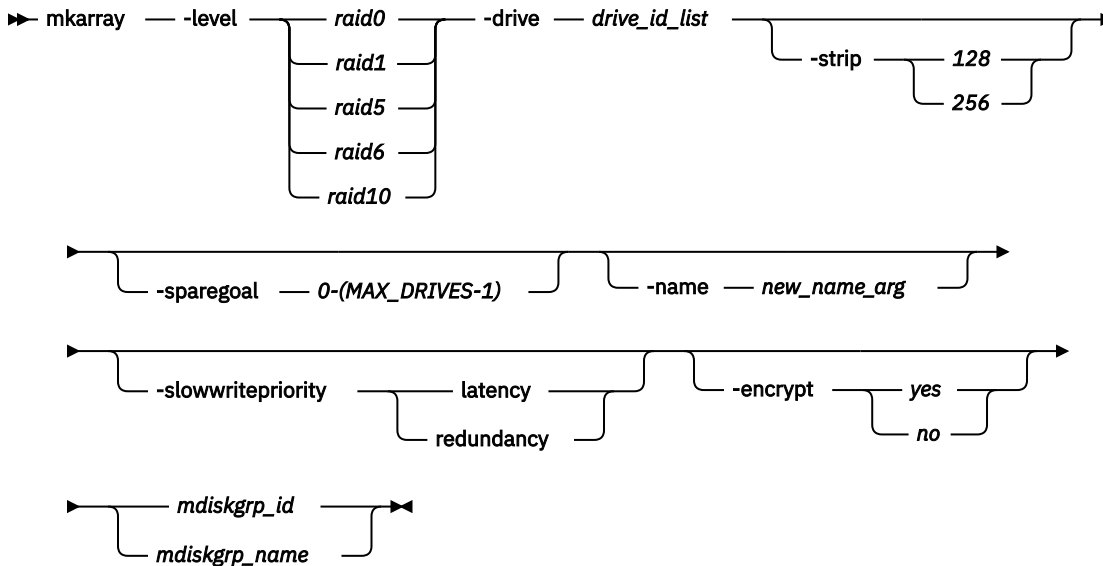 mkarray -level raid0 -drive drive_id_list
raid1 -strip 128
raid5 256
raid6
raid10
-sparegoal 0-(MAX_DRIVES-1) -name new_name_arg
-slowwritepriority latency -encrypt yes
redundancy no
mdiskgrp_id
mdiskgrp_name